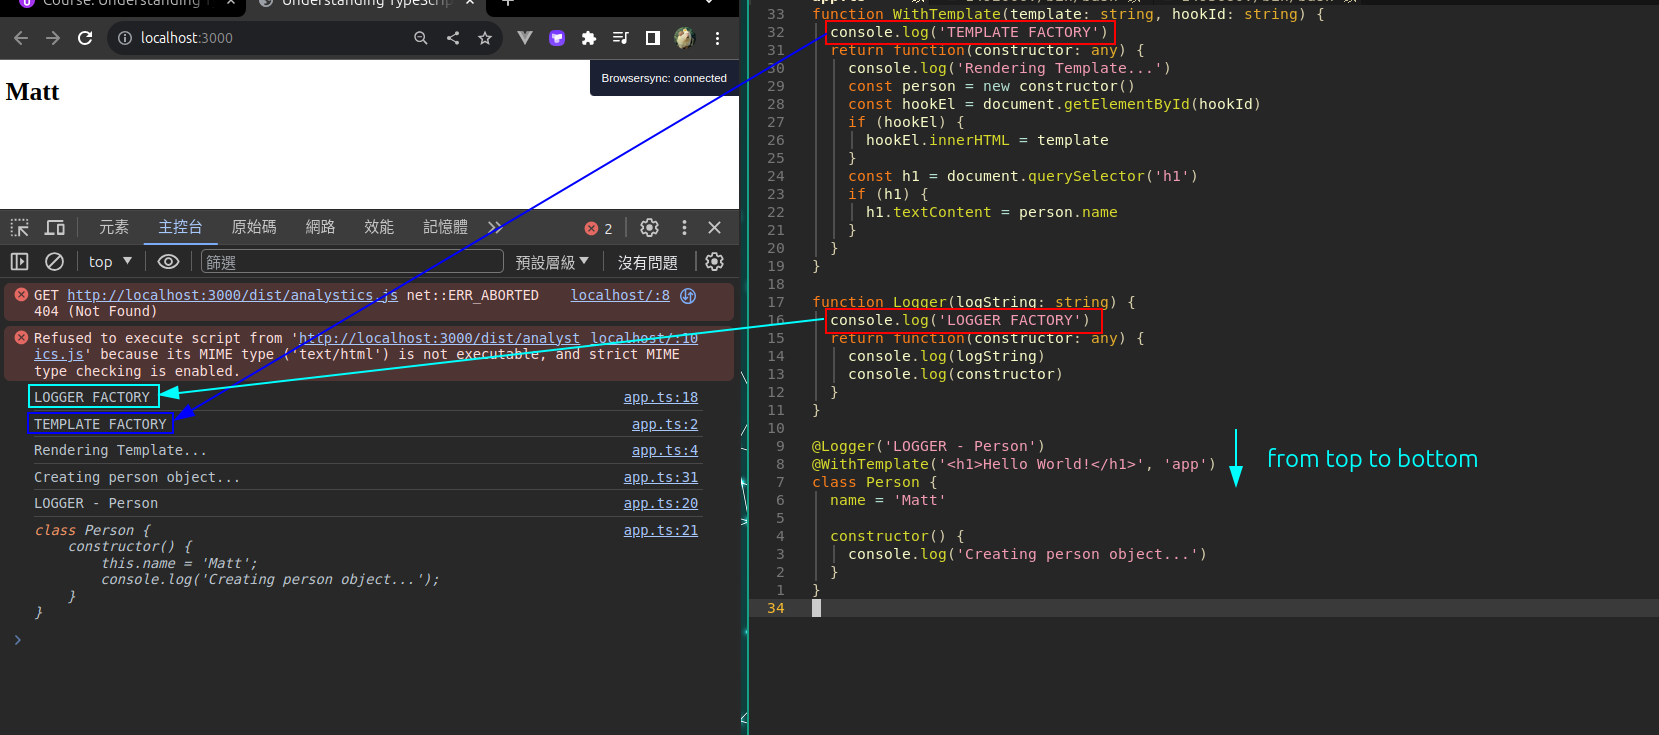 Course: Understanding
Understanding TypeScrip
localhost:3000
Browsersync: connected
Matt
元素 主控台 原始碼 網路 效能 記憶體 2
top 篩選 預設層級 沒有問題
GET http://localhost:3000/dist/analystics.js net::ERR_ABORTED localhost/:8
404 (Not Found)
Refused to execute script from 'http://localhost:3000/dist/analyst localhost/:10
ics.js' because its MIME type ('text/html') is not executable, and strict MIME
type checking is enabled.
LOGGER FACTORY app.ts:18
TEMPLATE FACTORY app.ts:2
Rendering Template... app.ts:4
Creating person object... app.ts:31
LOGGER - Person app.ts:20
class Person { app.ts:21
constructor() {
this.name = 'Matt';
console.log('Creating person object...');
}
}
33 function WithTemplate(template: string, hookId: string) {
32 console.log('TEMPLATE FACTORY')
31 return function(constructor: any) {
30 console.log('Rendering Template...')
29 const person = new constructor()
28 const hookEl = document.getElementById(hookId)
27 if (hookEl) {
26 hookEl.innerHTML = template
25 }
24 const h1 = document.querySelector('h1')
23 if (h1) {
22 h1.textContent = person.name
21 }
20 }
19 }
18
17 function Logger(logString: string) {
16 console.log('LOGGER FACTORY')
15 return function(constructor: any) {
14 console.log(logString)
13 console.log(constructor)
12 }
11 }
10
9 @Logger('LOGGER - Person')
8 @WithTemplate('<h1>Hello World!</h1>', 'app')
7 class Person {
6 name = 'Matt'
5
4 constructor() {
3 console.log('Creating person object...')
2 }
1 }
34
from top to bottom